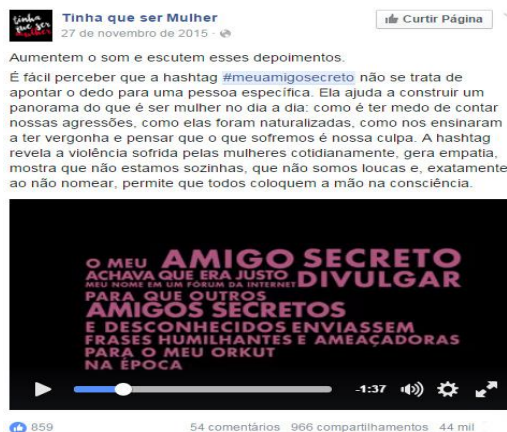 tinha que ser mulher
Tinha que ser Mulher
Curtir Página
27 de novembro de 2015 ·
Aumentem o som e escutem esses depoimentos.
É fácil perceber que a hashtag #meuamigosecreto não se trata de
apontar o dedo para uma pessoa específica. Ela ajuda a construir um
panorama do que é ser mulher no dia a dia: como é ter medo de contar
nossas agressões, como elas foram naturalizadas, como nos ensinaram
a ter vergonha e pensar que o que sofremos é nossa culpa. A hashtag
revela a violência sofrida pelas mulheres cotidianamente, gera empatia,
mostra que não estamos sozinhas, que não somos loucas e, exatamente
ao não nomear, permite que todos coloquem a mão na consciência.
O MEU AMIGO SECRETO
ACHAVA QUE ERA JUSTO DIVULGAR
MEU NOME EM UM FÓRUM DA INTERNET
PARA QUE OUTROS
AMIGOS SECRETOS
E DESCONHECIDOS ENVIASSEM
FRASES HUMILHANTES E AMEAÇADORAS
PARA O MEU ORKUT
NA ÉPOCA
-1:37
859
54 comentários 966 compartilhamentos 44 mil